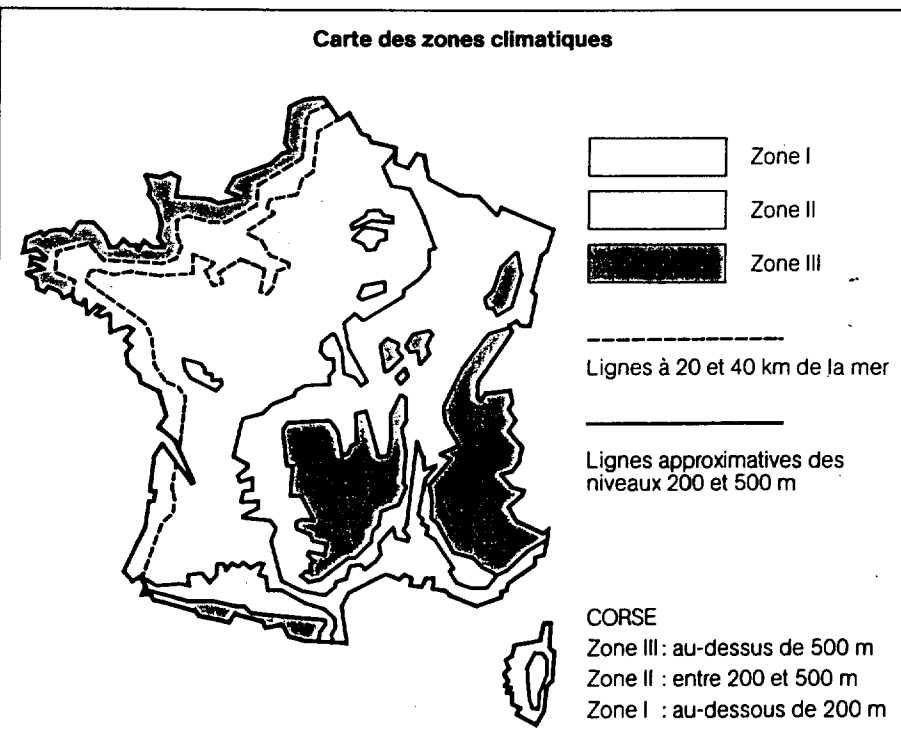 Carte des zones climatiques
Zone I
Zone II
Zone III
Lignes à 20 et 40 km de la mer
Lignes approximatives des
niveaux 200 et 500 m
CORSE
Zone III : au-dessus de 500 m
Zone II : entre 200 et 500 m
Zone I : au-dessous de 200 m